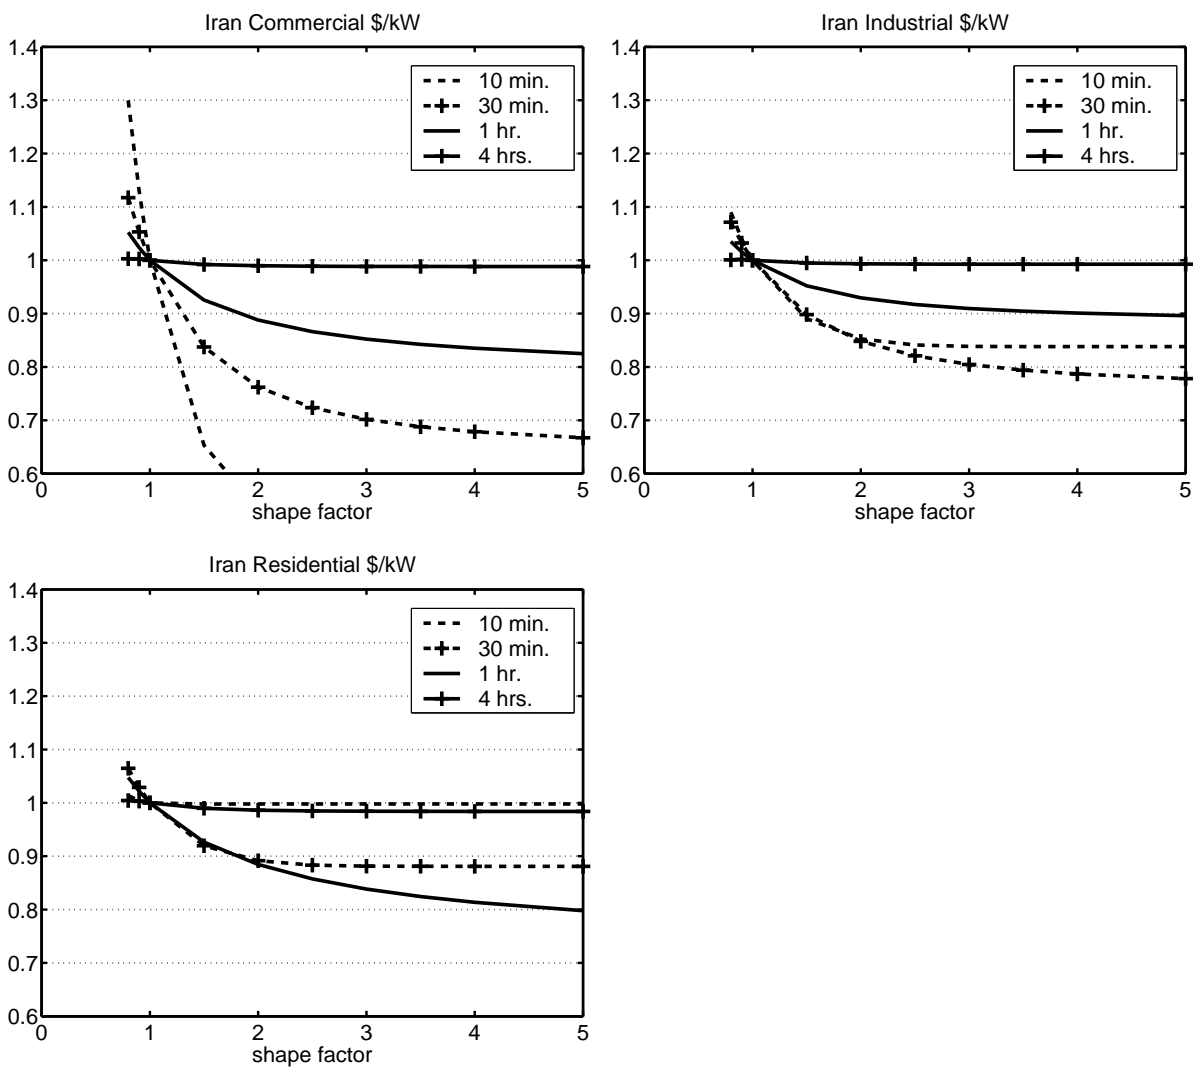 Iran Commercial $/kW
1.4
1.3
1.2
1.1
1
0.9
0.8
0.7
0.6
10 min.
30 min.
1 hr.
4 hrs.
0 1 2 3 4 5
shape factor
Iran Industrial $/kW
1.4
1.3
1.2
1.1
1
0.9
0.8
0.7
0.6
10 min.
30 min.
1 hr.
4 hrs.
0 1 2 3 4 5
shape factor
Iran Residential $/kW
1.4
1.3
1.2
1.1
1
0.9
0.8
0.7
0.6
10 min.
30 min.
1 hr.
4 hrs.
0 1 2 3 4 5
shape factor